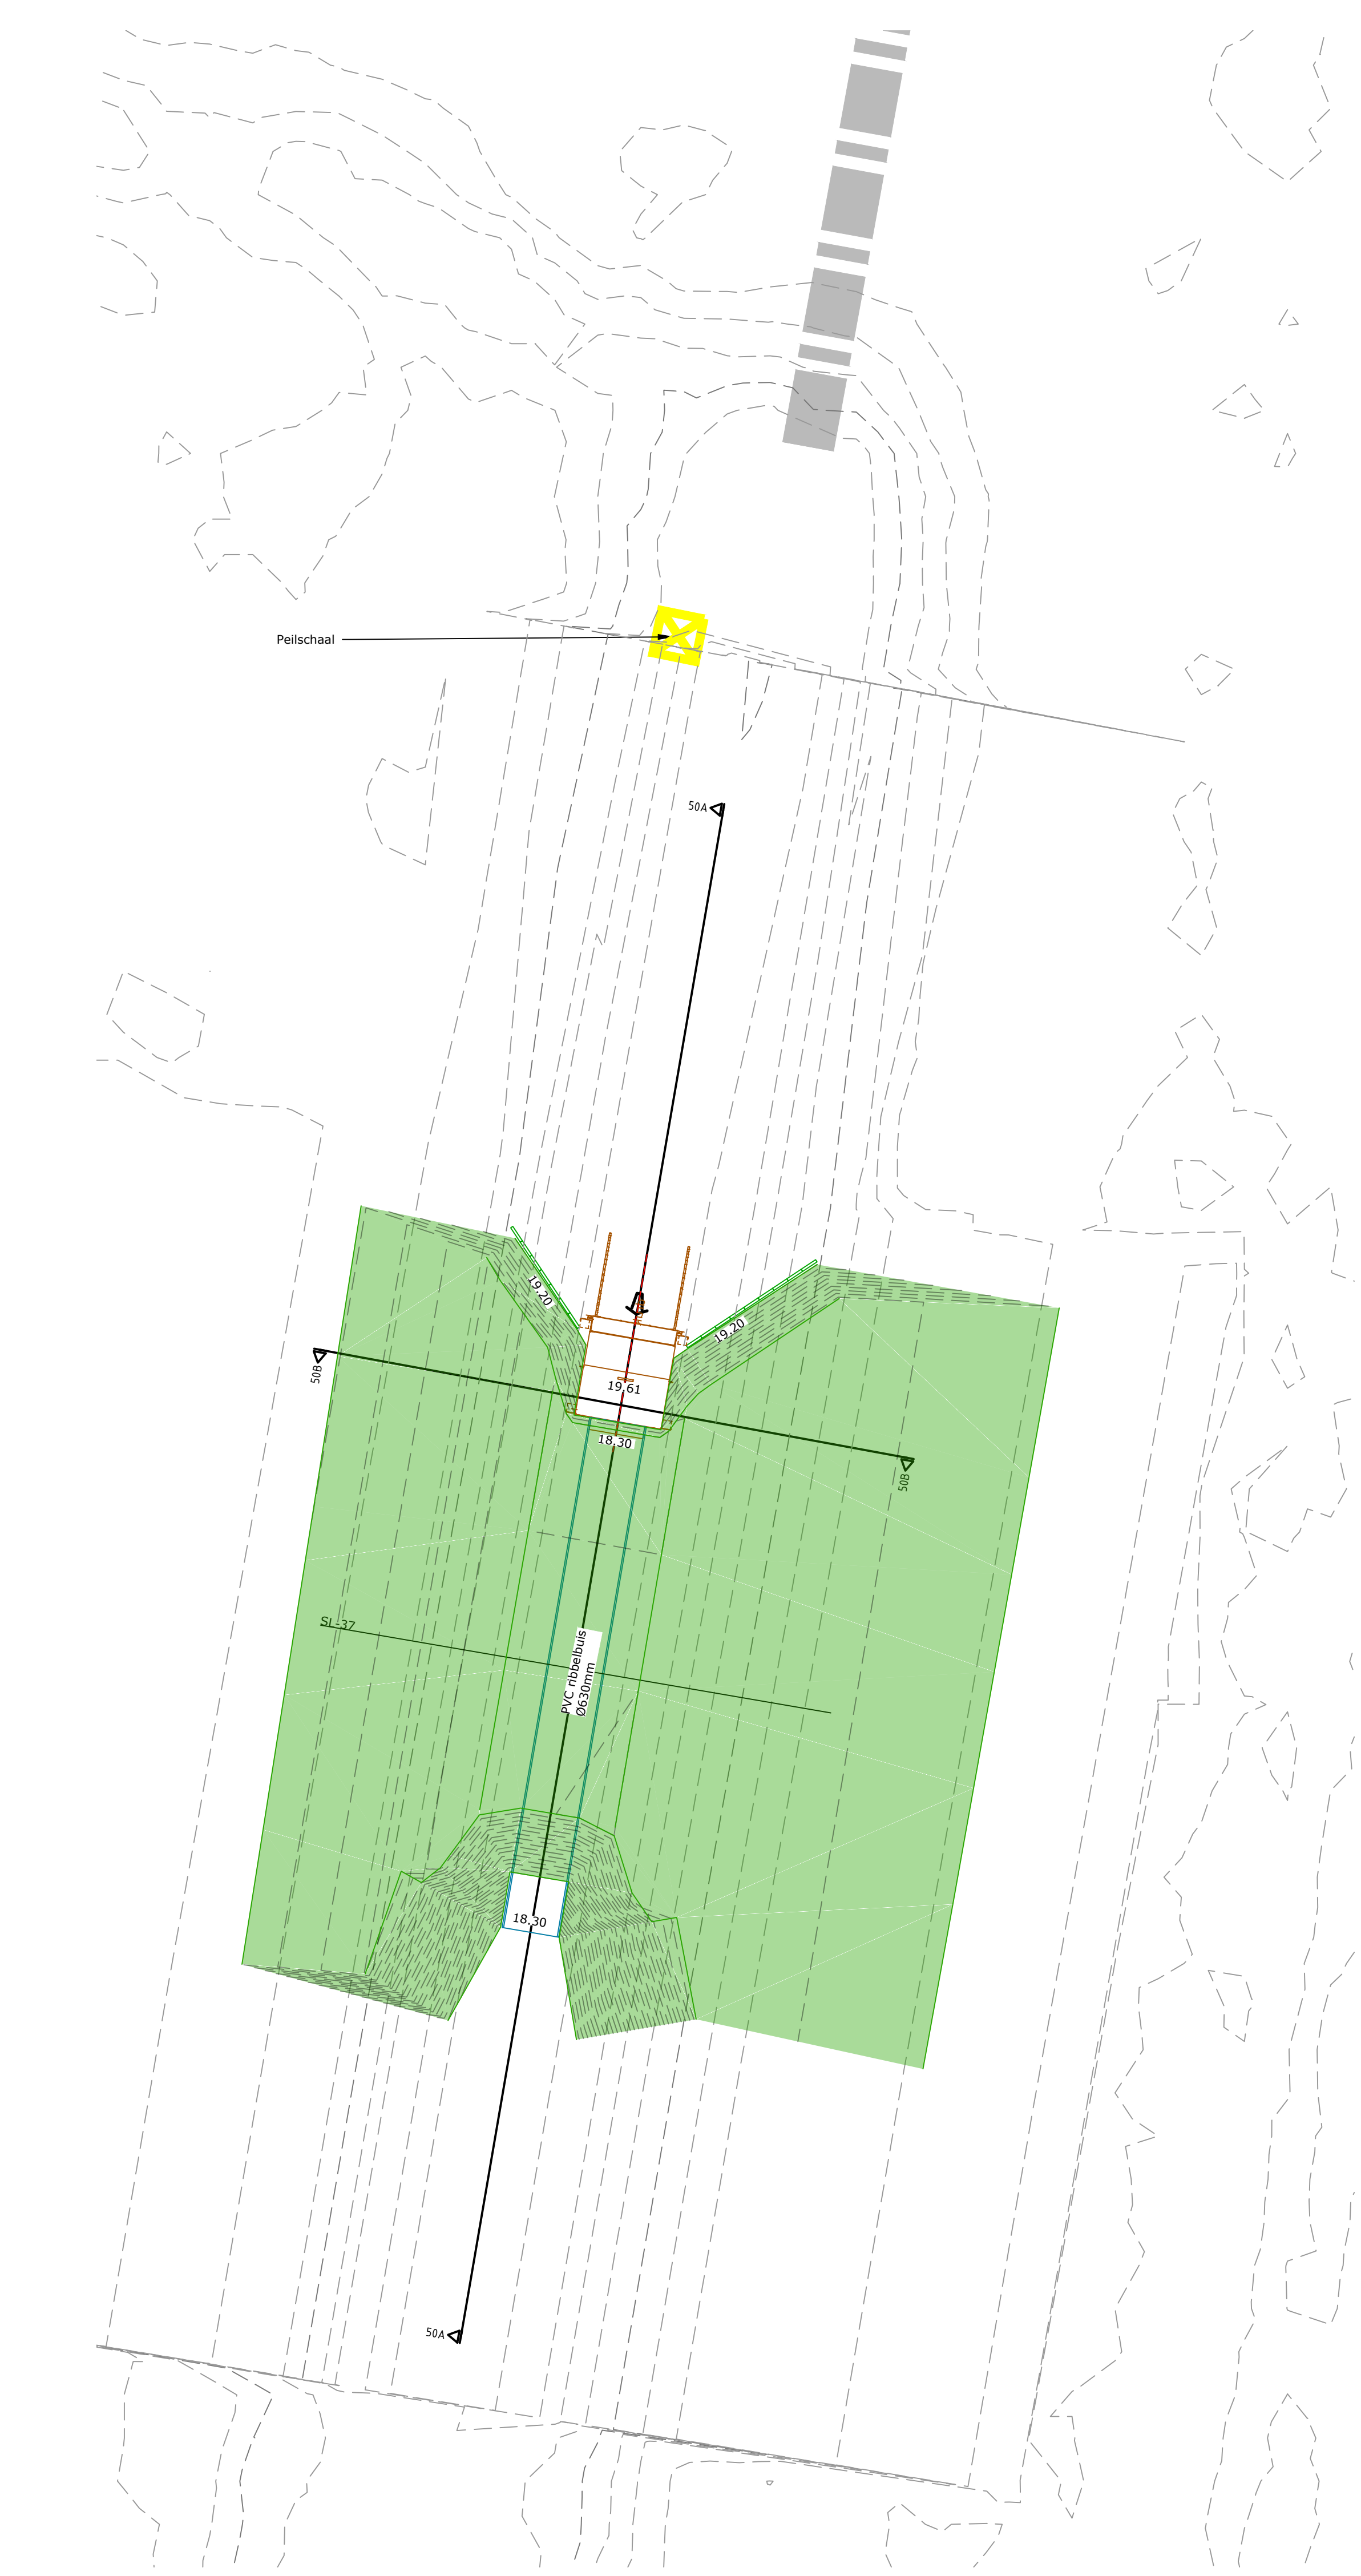 Peilschaal
50A
19.20
19.20
50B
19.61
18.30
50B
SL-37
PVC ribbelbuis
Ø630mm
18.30
50A